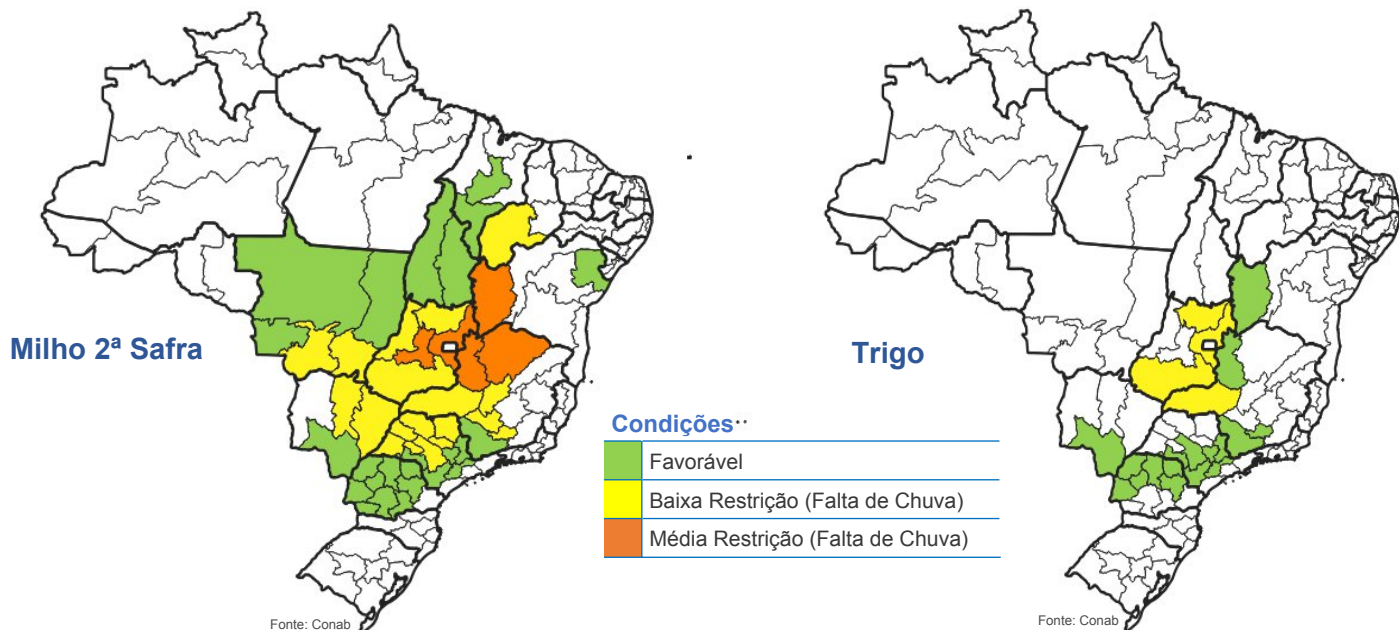 Milho 2ª Safra
Trigo
Condições
Favorável
Baixa Restrição (Falta de Chuva)
Média Restrição (Falta de Chuva)
Fonte: Conab
Fonte: Conab